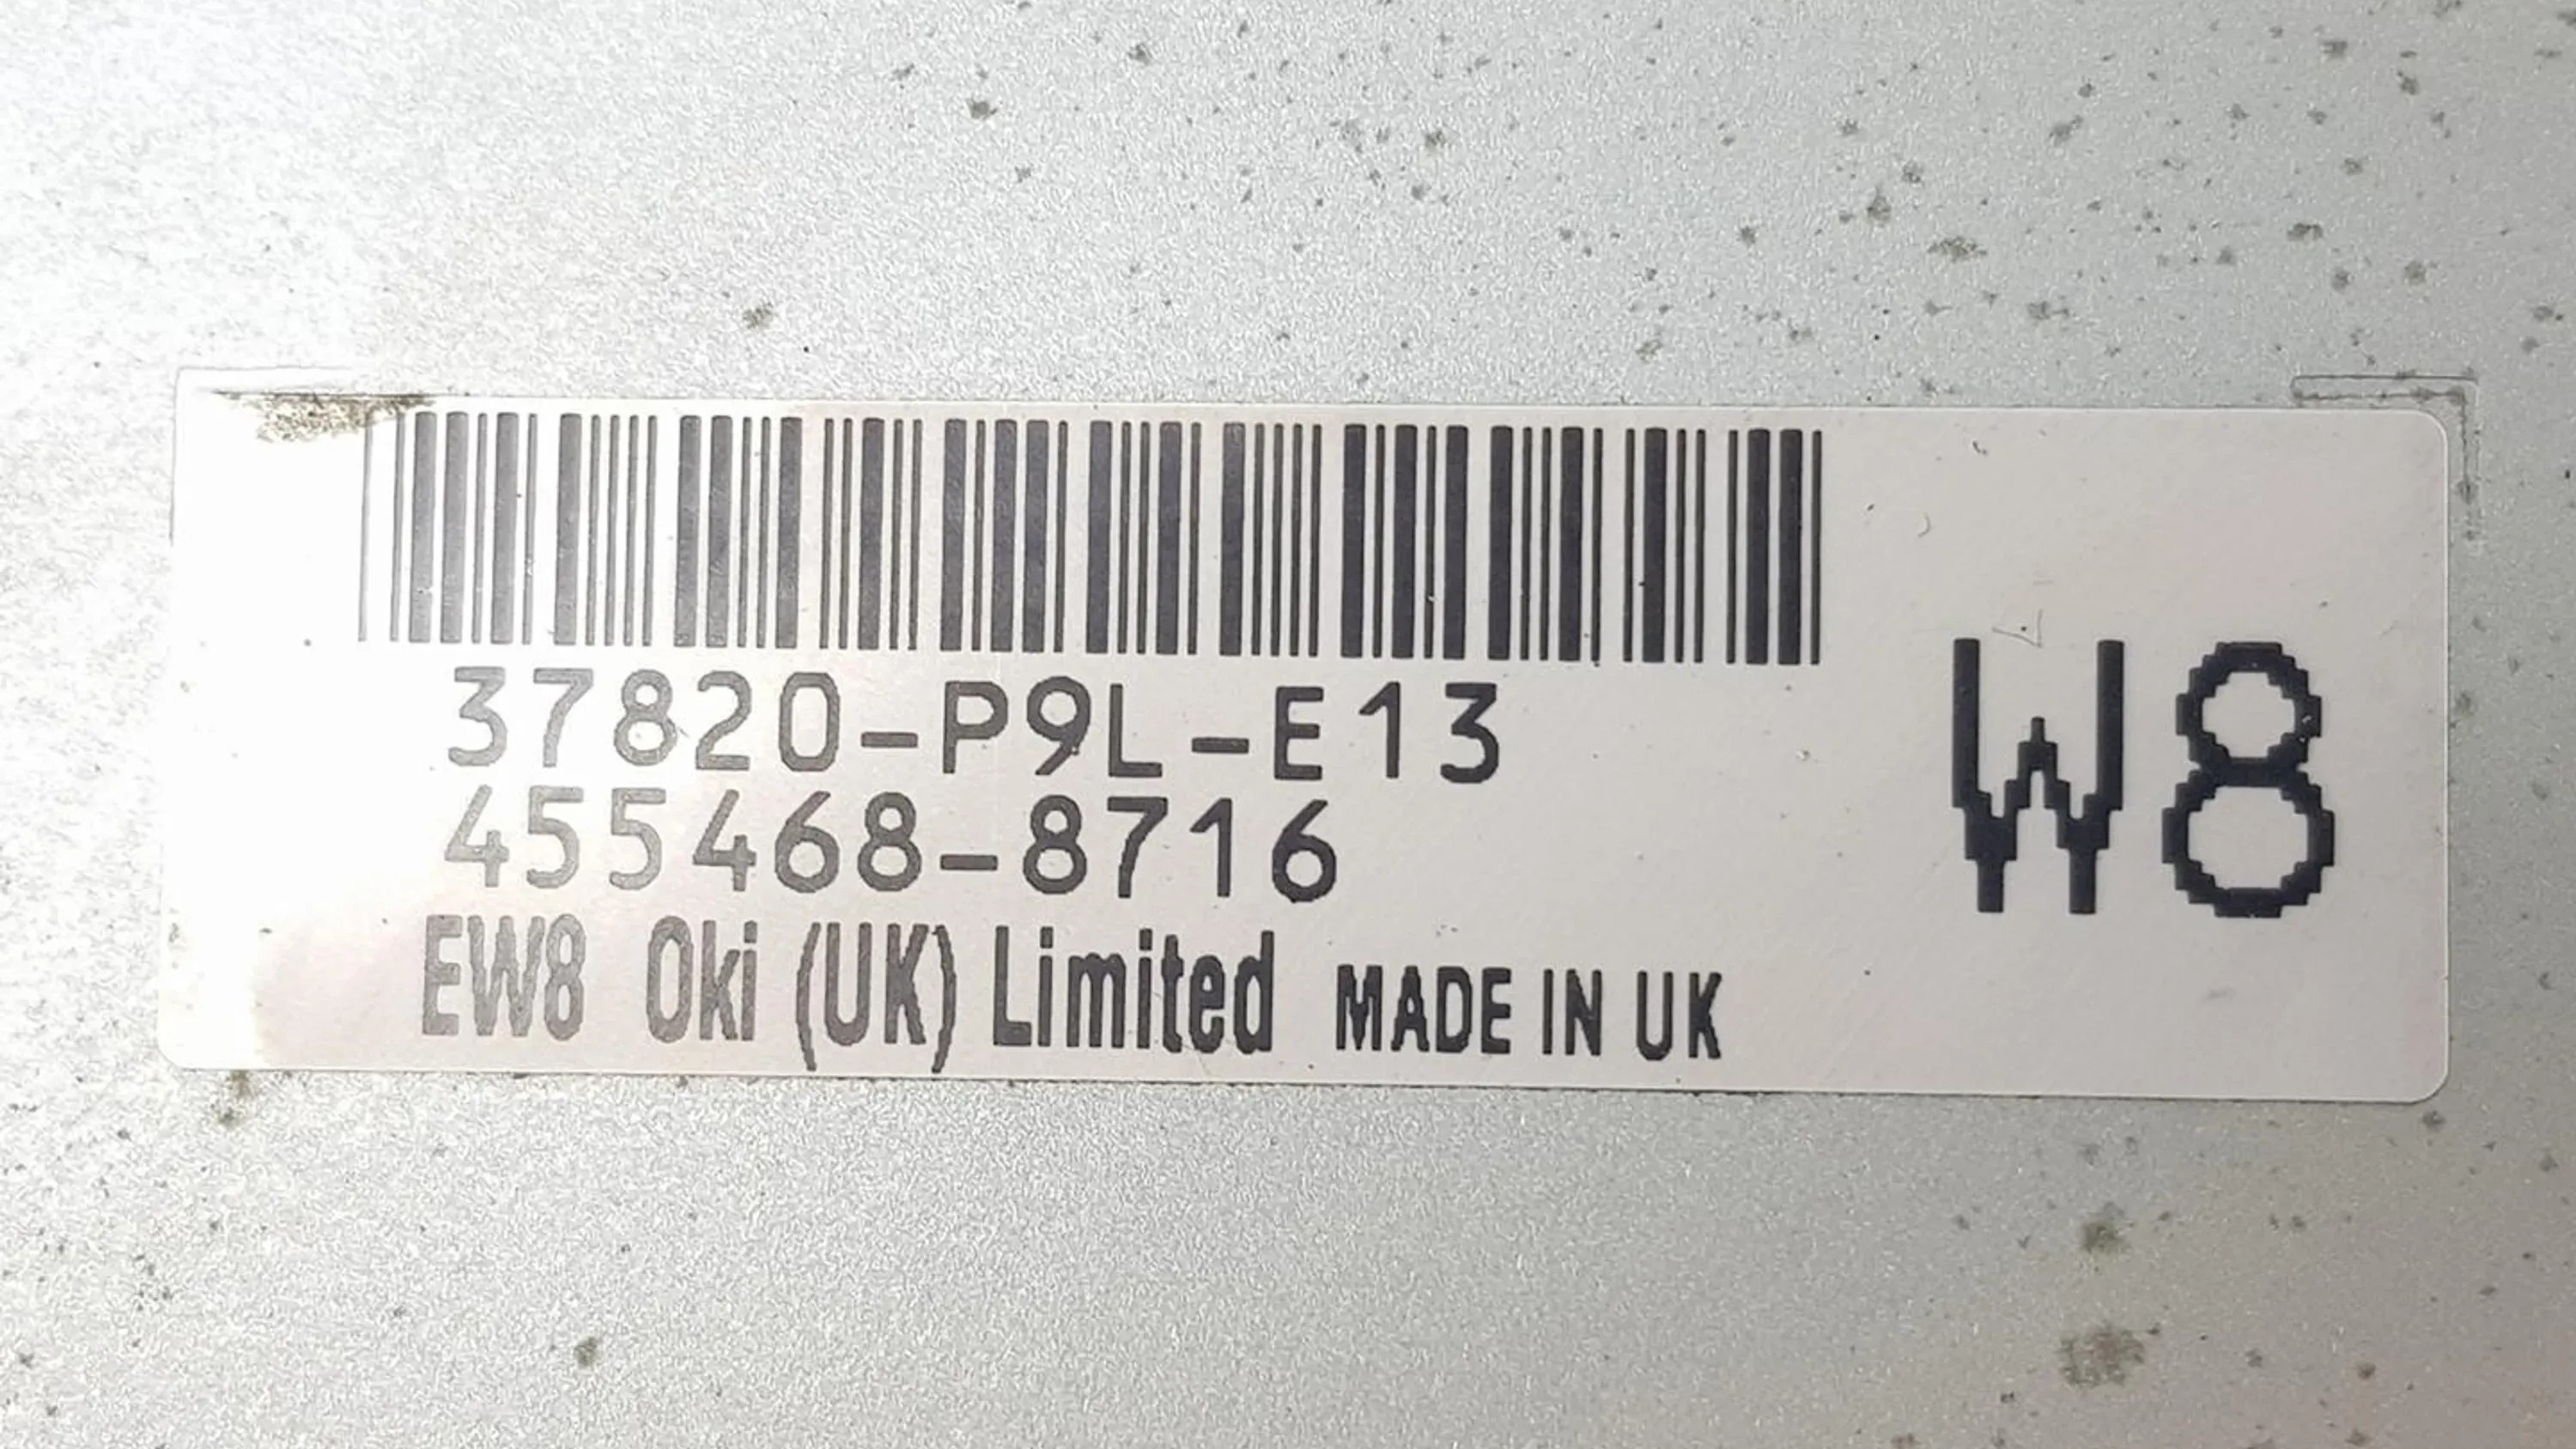 37820-P9L-E13
455468-8716
EW8 Oki (UK) Limited MADE IN UK
W8